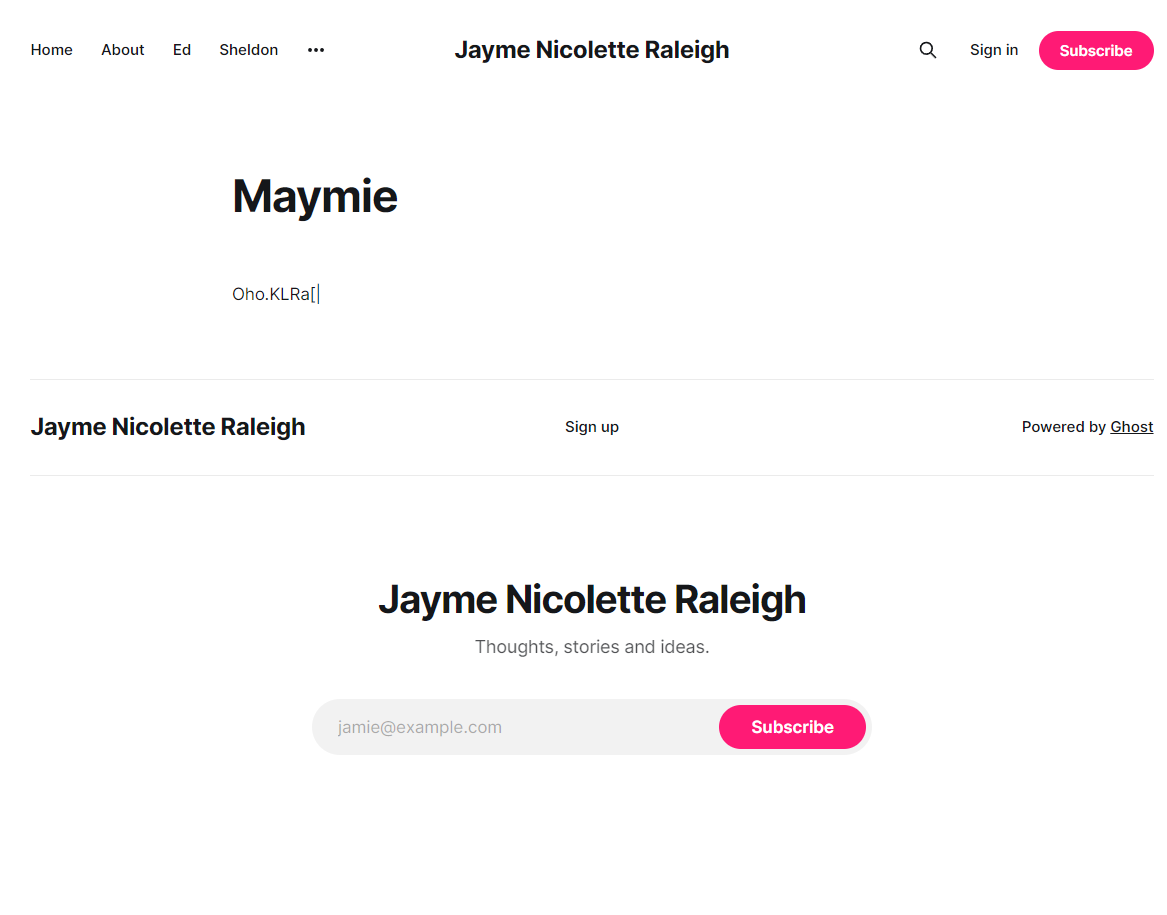 Home About Ed Sheldon ••• Jayme Nicolette Raleigh Sign in Subscribe
Maymie
Oho.KLRa[|
Jayme Nicolette Raleigh Sign up Powered by Ghost
Jayme Nicolette Raleigh
Thoughts, stories and ideas.
jamie@example.com Subscribe